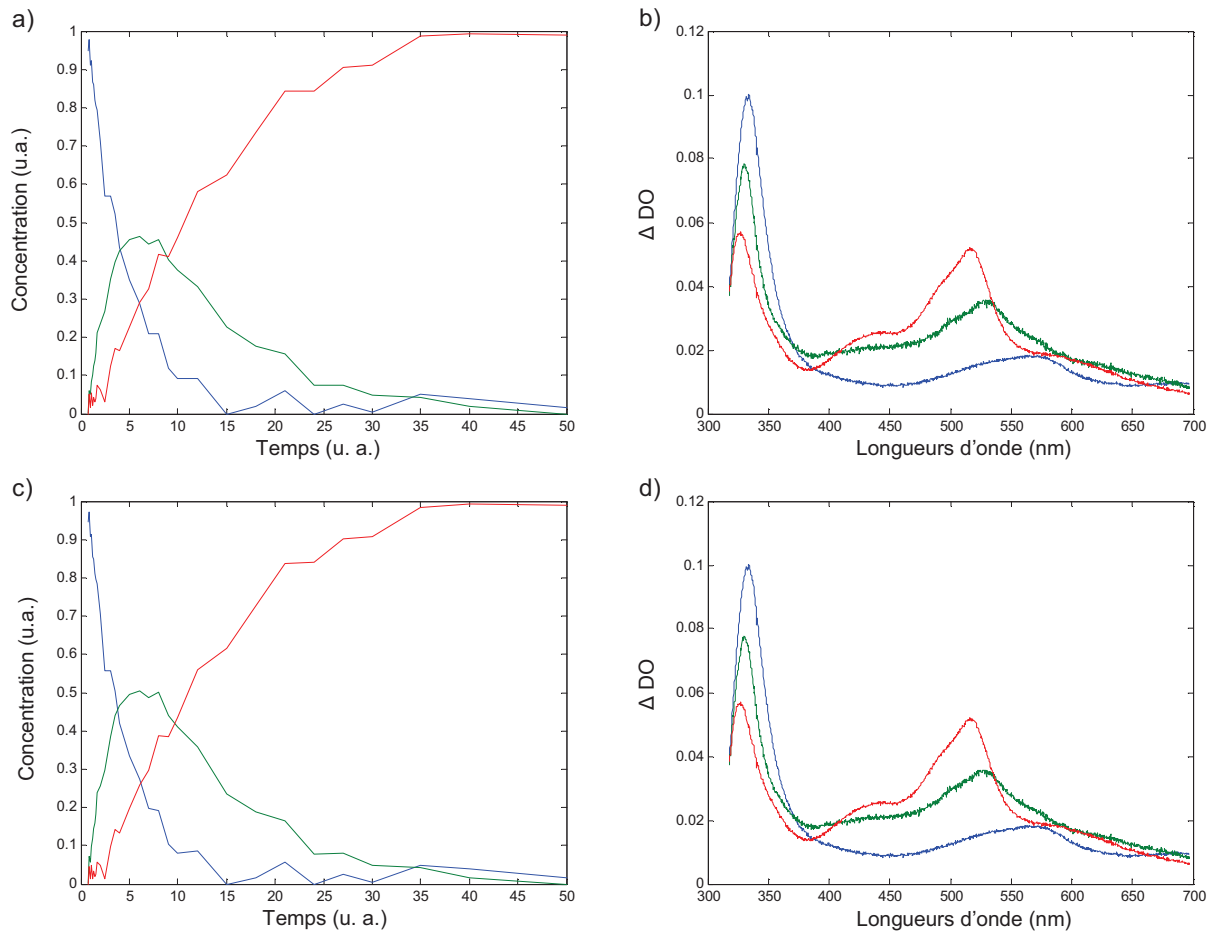 a)
Concentration (u.a.)
1
0.9
0.8
0.7
0.6
0.5
0.4
0.3
0.2
0.1
0
0 5 10 15 20 25 30 35 40 45 50
Temps (u. a.)
b)
Δ DO
0.12
0.1
0.08
0.06
0.04
0.02
0
300 350 400 450 500 550 600 650 700
Longueurs d'onde (nm)
c)
Concentration (u.a.)
1
0.9
0.8
0.7
0.6
0.5
0.4
0.3
0.2
0.1
0
0 5 10 15 20 25 30 35 40 45 50
Temps (u. a.)
d)
Δ DO
0.12
0.1
0.08
0.06
0.04
0.02
0
300 350 400 450 500 550 600 650 700
Longueurs d'onde (nm)